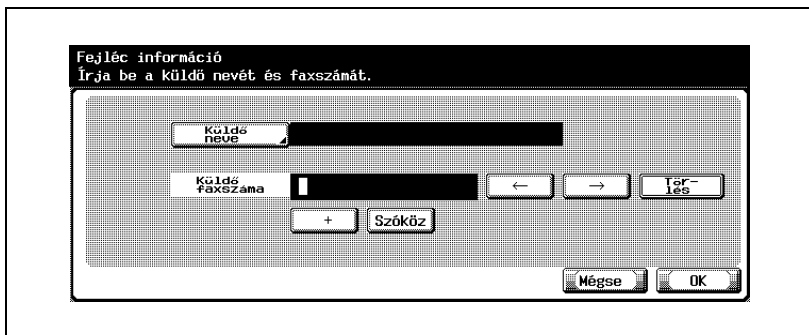 Fejléc információ
Írja be a küldő nevét és faxszámát.
Küldő
neve
Küldő
faxszáma
← → Tör-
lés
+ Szóköz
Mégse OK